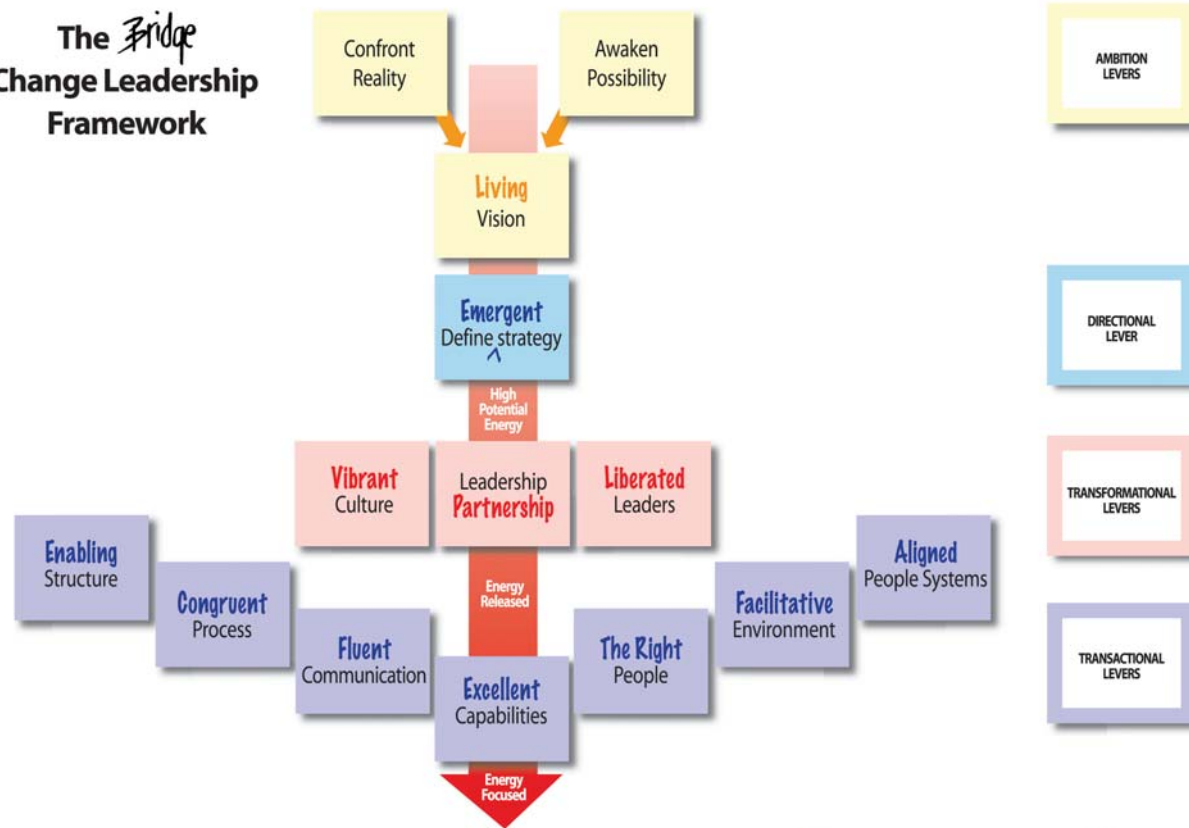 The Bridge
Change Leadership
Framework
Confront
Reality
Awaken
Possibility
Living
Vision
Emergent
Define strategy
^
High
Potential
Energy
Vibrant
Culture
Leadership
Partnership
Liberated
Leaders
Enabling
Structure
Congruent
Process
Fluent
Communication
Energy
Released
Excellent
Capabilities
The Right
People
Facilitative
Environment
Aligned
People Systems
Energy
Focused
AMBITION
LEVERS
DIRECTIONAL
LEVER
TRANSFORMATIONAL
LEVERS
TRANSACTIONAL
LEVERS